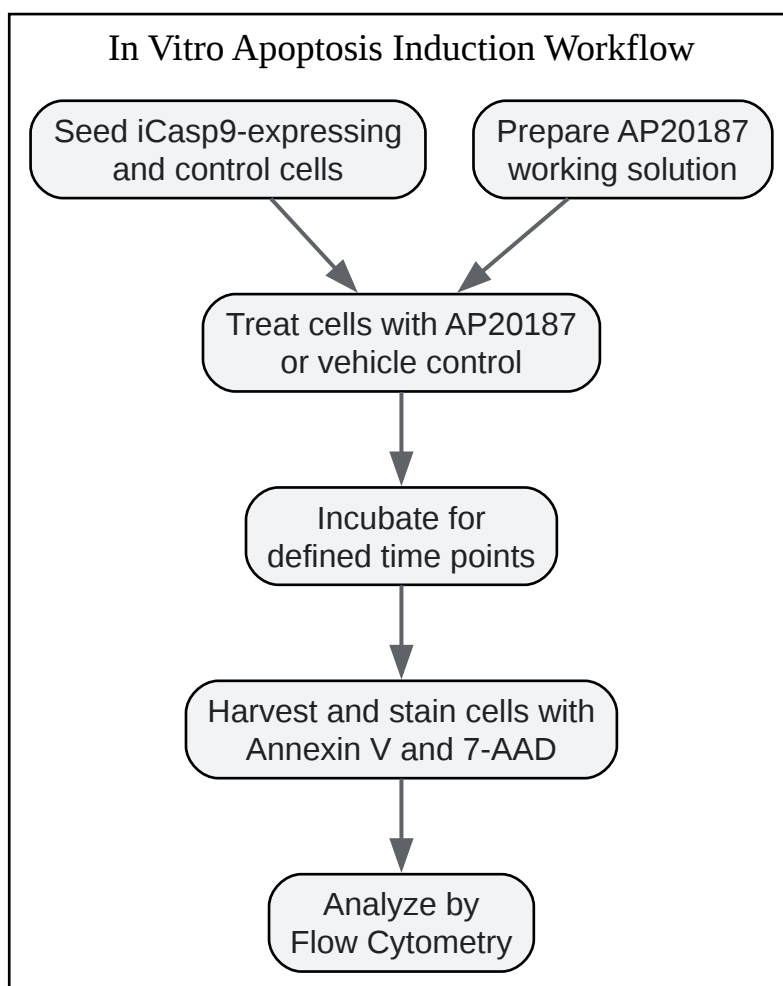 In Vitro Apoptosis Induction Workflow
Seed iCasp9-expressing
and control cells
Prepare AP20187
working solution
Treat cells with AP20187
or vehicle control
Incubate for
defined time points
Harvest and stain cells with
Annexin V and 7-AAD
Analyze by
Flow Cytometry